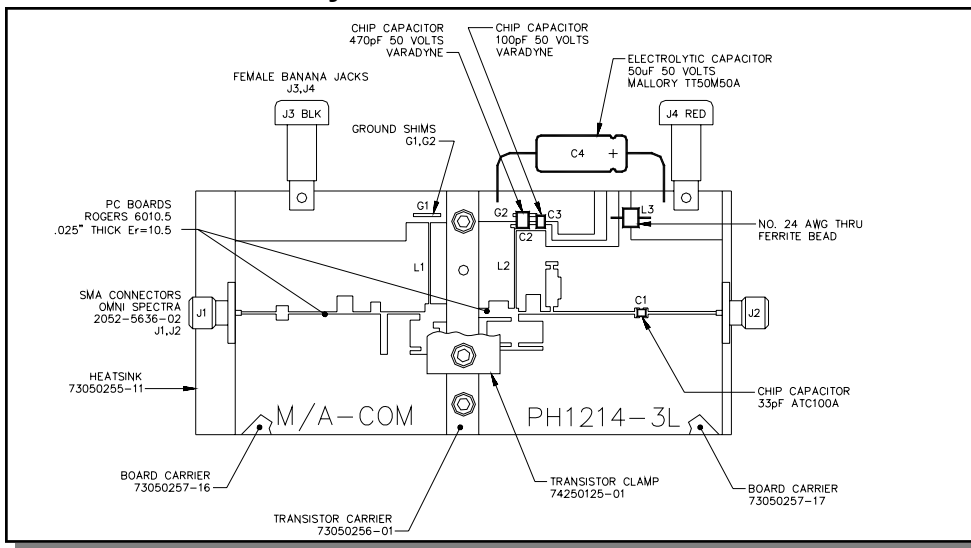 CHIP CAPACITOR
470pF 50 VOLTS
VARADYNE
CHIP CAPACITOR
100pF 50 VOLTS
VARADYNE
ELECTROLYTIC CAPACITOR
50uF 50 VOLTS
MALLORY TT50M50A
FEMALE BANANA JACKS
J3,J4
J3 BLK
J4 RED
GROUND SHIMS
G1,G2
C4
+
PC BOARDS
ROGERS 6010.5
.025" THICK Er=10.5
G1
G2
C3
C2
L3
NO. 24 AWG THRU
FERRITE BEAD
L1
L2
SMA CONNECTORS
OMNI SPECTRA
2052-5636-02
J1,J2
J1
C1
J2
HEATSINK
73050255-11
CHIP CAPACITOR
33pF ATC100A
M/A-COM
PH1214-3L
BOARD CARRIER
73050257-16
TRANSISTOR CLAMP
74250125-01
BOARD CARRIER
73050257-17
TRANSISTOR CARRIER
73050256-01